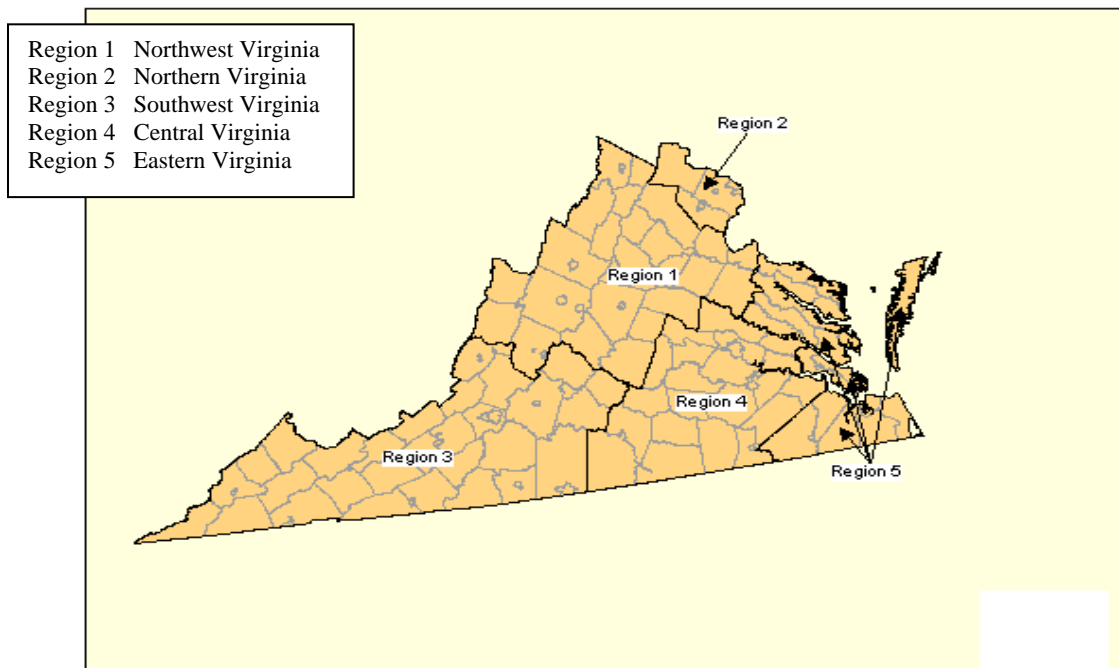 Region 1 Northwest Virginia
Region 2 Northern Virginia
Region 3 Southwest Virginia
Region 4 Central Virginia
Region 5 Eastern Virginia
Region 2
Region 1
Region 4
Region 3
Region 5